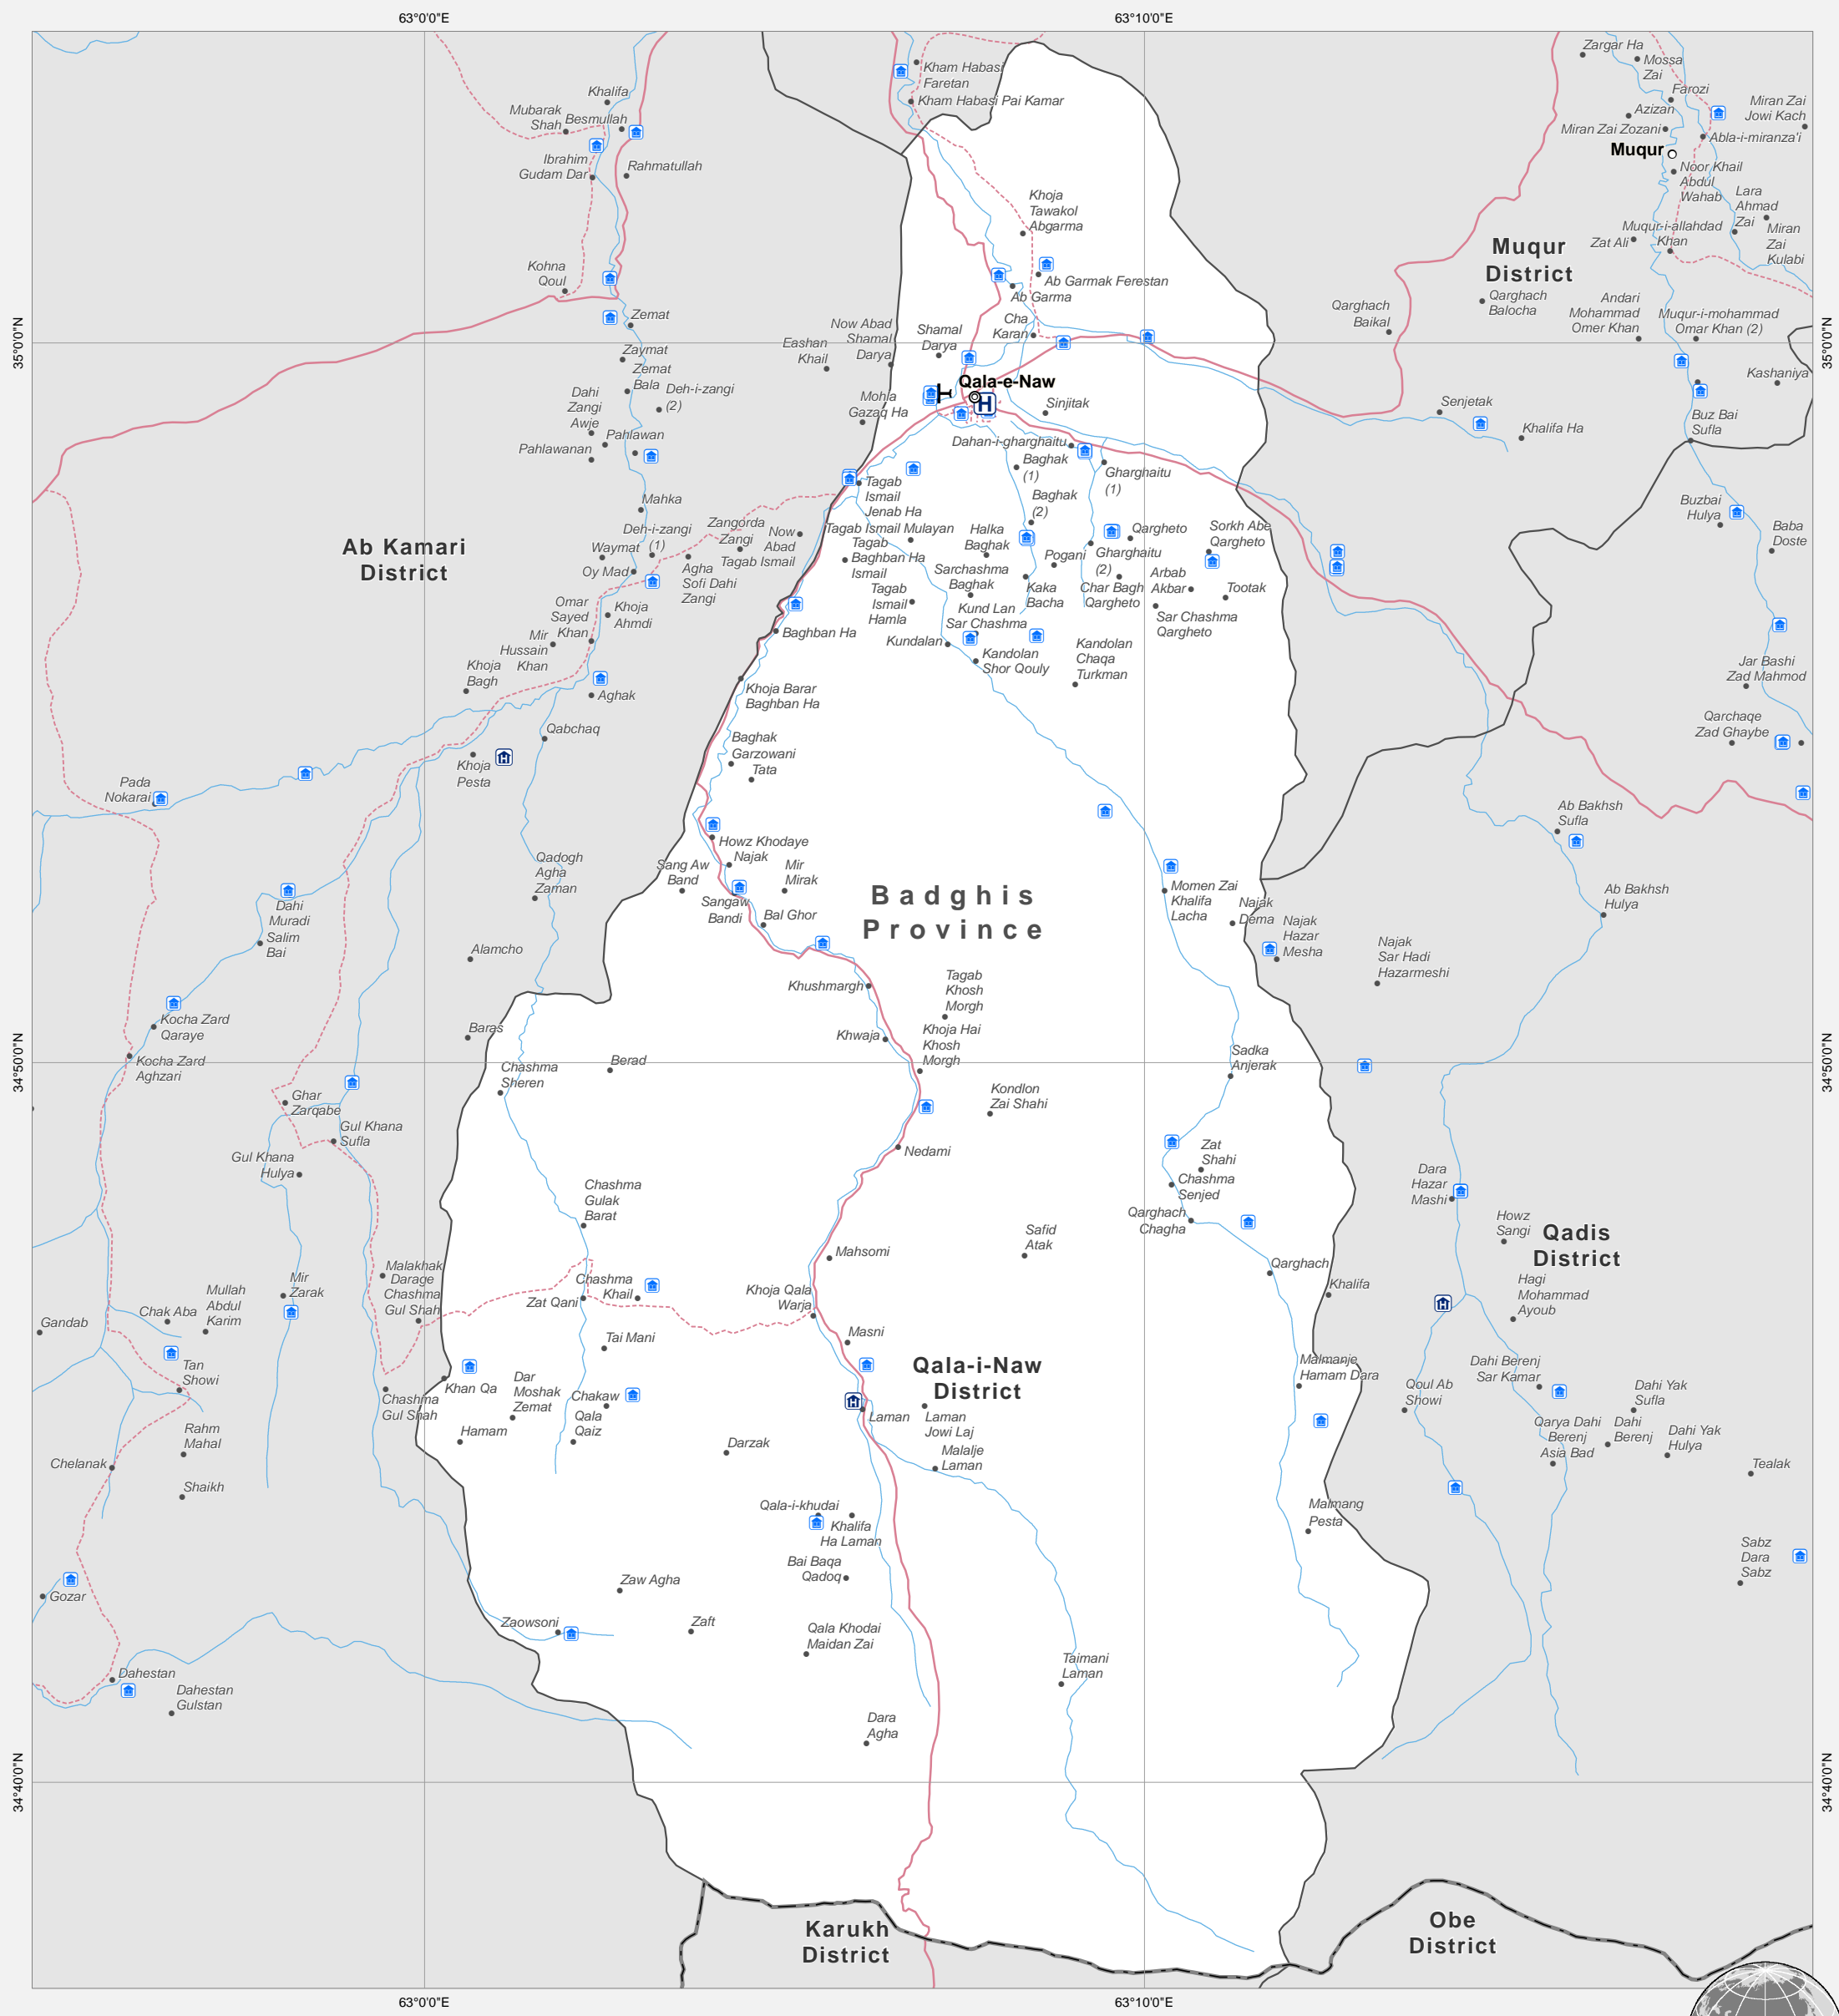 63°0'0"E
63°10'0"E
Zargar Ha
Mossa
Zai
Kham Habasi
Faretan
Khalifa
Farozi
Miran Zai
Jowi Kach
Kham Habasi Pai Kamar
Mubarak
Shah
Besmullah
Azizan
Miran Zai Zozani
Abla-i-miranza'i
Muqur
Ibrahim
Gudam Dar
Rahmatullah
Noor Khail
Abdul
Wahab
Lara
Ahmad
Zai
Khoja
Tawakol
Abgarma
Muqur-i-allahdad
Khan
Miran
Zai
Kulabi
Zat Ali
Muqur
District
Kohna
Qoul
Ab Garmak Ferestan
Ab Garma
Qarghach
Balocha
Qarghach
Baikal
Andari
Mohammad
Omer Khan
Muqur-i-mohammad
Omar Khan (2)
Zemat
Now Abad
Shamal
Darya
Shamal
Darya
Cha
Karan
35°0'0"N
35°0'0"N
Eashan
Khail
Zaymat
Zemat
Bala
Deh-i-zangi
(2)
Kashaniya
Qala-e-Naw
Dahi
Zangi
Awje
Mohla
Gazaq Ha
Sinjitak
Senjetak
Khalifa Ha
Buz Bai
Sufla
Pahlawan
Pahlawanan
Dahan-i-gharghaitu
Baghak
(1)
Gharghaitu
(1)
Tagab
Ismail
Jenab Ha
Mahka
Baghak
(2)
Buzbai
Hulya
Baba
Doste
Deh-i-zangi
(1)
Zangorda
Zangi
Now
Abad
Tagab Ismail
Tagab Ismail Mulayan
Halka
Baghak
Qargheto
Sorkh Abe
Qargheto
Ab Kamari
District
Waymat
Oy Mad
Agha
Sofi Dahi
Zangi
Tagab
Baghban Ha
Ismail
Pogani
Gharghaitu
(2)
Sarchashma
Baghak
Kaka
Bacha
Char Bagh
Qargheto
Arbab
Akbar
Tootak
Tagab
Ismail
Hamla
Omar
Sayed
Khan
Khoja
Ahmdi
Kund Lan
Sar Chashma
Sar Chashma
Qargheto
Baghban Ha
Mir
Hussain
Khan
Kundalan
Kandolan
Shor Qouly
Kandolan
Chaqa
Turkman
Khoja
Bagh
Aghak
Khoja Barar
Baghban Ha
Jar Bashi
Zad Mahmod
Qabchaq
Baghak
Garzowani
Qarchaqe
Zad Ghaybe
Khoja
Pesta
Tata
Pada
Nokarai
Ab Bakhsh
Sufla
Howz Khodaye
Najak
Qadogh
Agha
Zaman
Sang Aw
Band
Mir
Mirak
Badghis
Province
Momen Zai
Khalifa
Lacha
Ab Bakhsh
Hulya
Dahi
Muradi
Sangaw
Bandi
Bal Ghor
Najak
Dema
Najak
Hazar
Mesha
Salim
Bai
Alamcho
Najak
Sar Hadi
Hazarmeshi
Khushmargh
Tagab
Khosh
Morgh
Kocha Zard
Qaraye
Baras
Khwaja
Khoja Hai
Khosh
Morgh
34°50'0"N
34°50'0"N
Kocha Zard
Aghzari
Chashma
Sheren
Berad
Sadka
Anjerak
Ghar
Zarqabe
Kondlon
Zai Shahi
Gul Khana
Sufla
Gul Khana
Hulya
Nedami
Zat
Shahi
Chashma
Senjed
Dara
Hazar
Mashi
Chashma
Gulak
Barat
Qarghach
Chagha
Safid
Atak
Howz
Sangi
Qadis
District
Mahsomi
Qarghach
Malakhak
Darage
Chashma
Gul Shah
Mir
Zarak
Chashma
Khail
Zat Qani
Khoja Qala
Warja
Khalifa
Hagi
Mohammad
Ayoub
Mullah
Abdul
Karim
Chak Aba
Gandab
Tai Mani
Masni
Qala-i-Naw
District
Malmanje
Hamam Dara
Dahi Berenj
Sar Kamar
Tan
Showi
Khan Qa
Chashma
Gul Shah
Dar
Moshak
Zemat
Chakaw
Qala
Qaiz
Laman
Laman
Jowi Laj
Qoul Ab
Showi
Dahi Yak
Sufla
Qarya Dahi
Berenj
Asia Bad
Dahi
Berenj
Dahi Yak
Hulya
Rahm
Mahal
Hamam
Darzak
Malalje
Laman
Chelanak
Tealak
Shaikh
Qala-i-khudai
Khalifa
Ha Laman
Malmang
Pesta
Bai Baqa
Qadoq
Sabz
Dara
Sabz
Gozar
Zaw Agha
Zaowsoni
Zaft
Qala Khodai
Maidan Zai
Dahestan
Dahestan
Gulstan
Taimani
Laman
Dara
Agha
34°40'0"N
34°40'0"N
Karukh
District
Obe
District
63°0'0"E
63°10'0"E